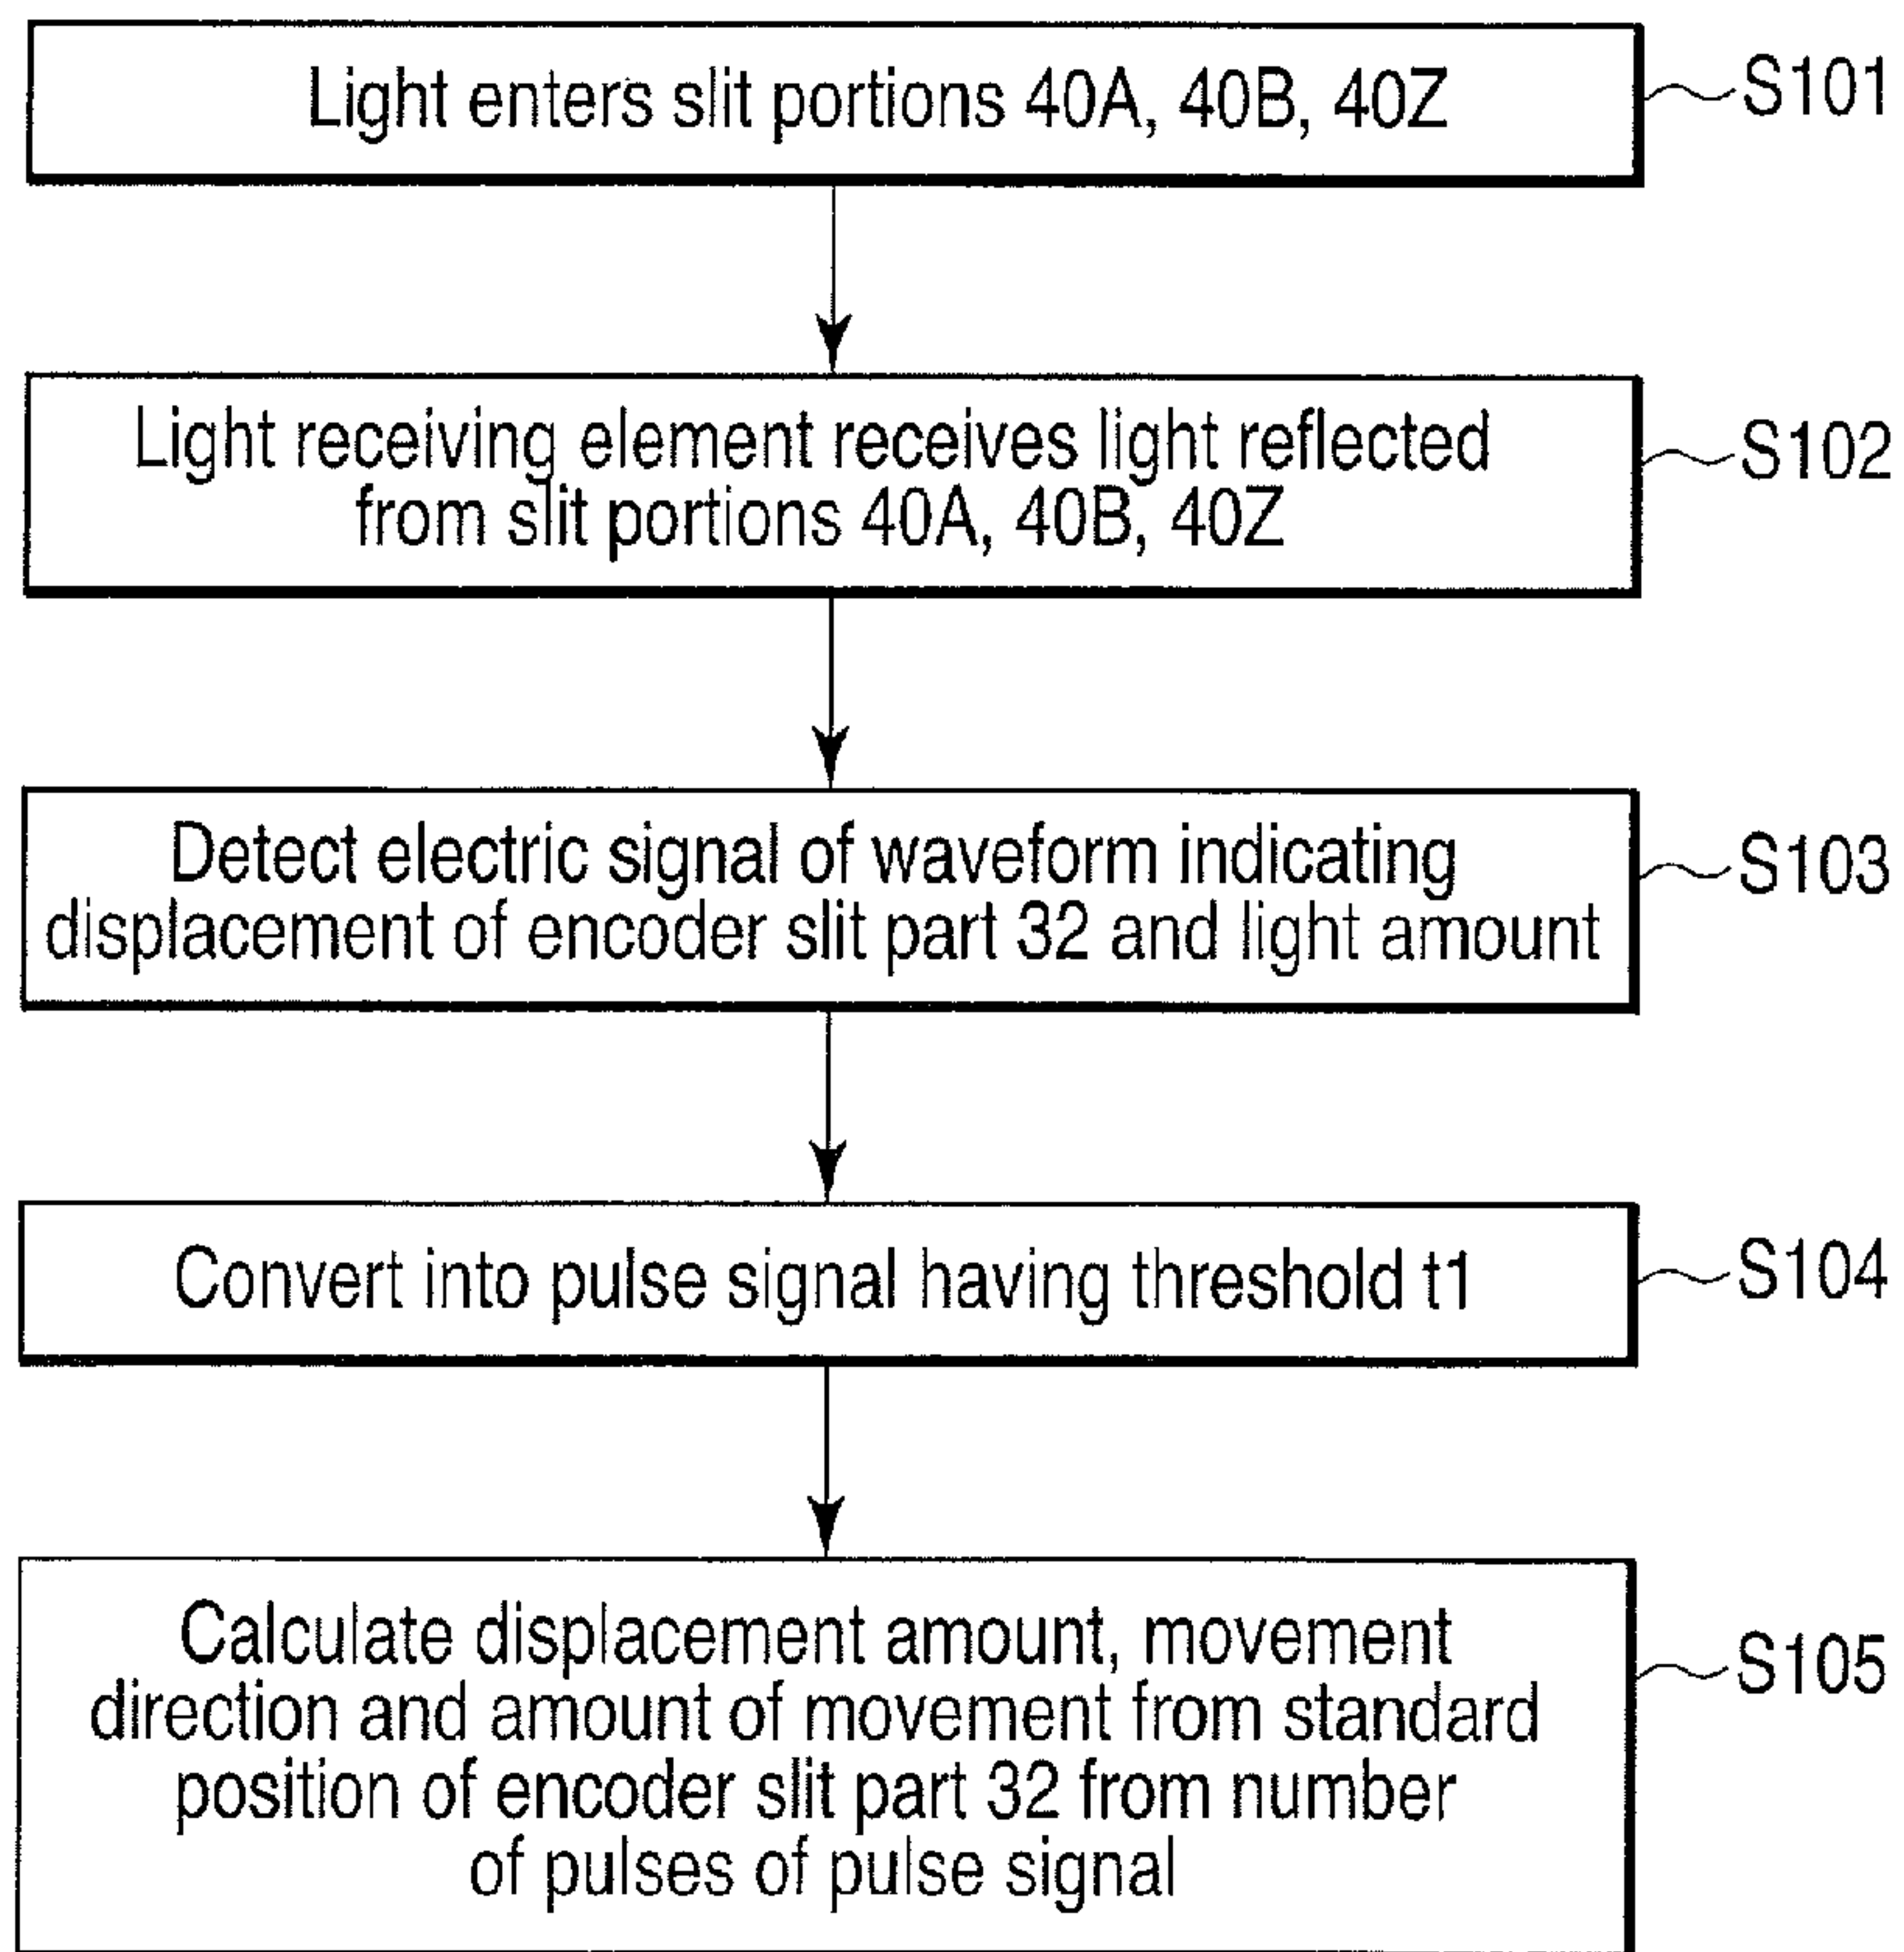 Light enters slit portions 40A, 40B, 40Z
S101
Light receiving element receives light reflected
from slit portions 40A, 40B, 40Z
S102
Detect electric signal of waveform indicating
displacement of encoder slit part 32 and light amount
S103
Convert into pulse signal having threshold t1
S104
Calculate displacement amount, movement
direction and amount of movement from standard
position of encoder slit part 32 from number
of pulses of pulse signal
S105